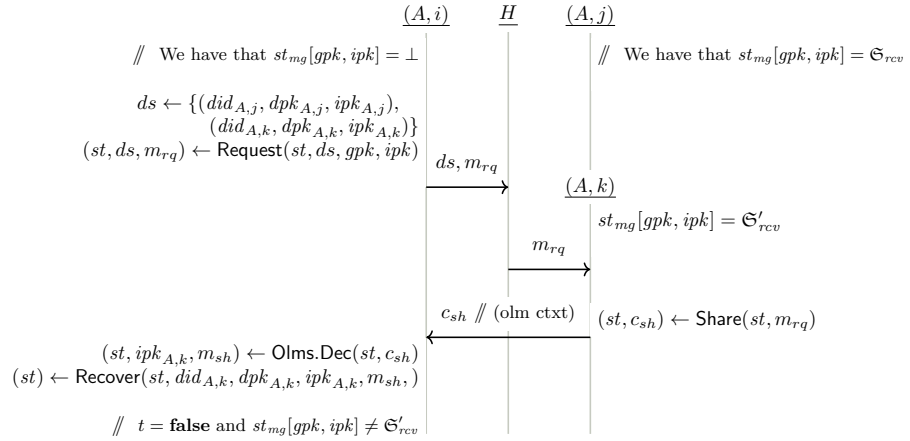 (A, i) H (A, j)
// We have that st_mg[gpk, ipk] = ⊥
// We have that st_mg[gpk, ipk] = 𝔖_rcv
ds ← {(did_A,j, dpk_A,j, ipk_A,j),
(did_A,k, dpk_A,k, ipk_A,k)}
(st, ds, m_rq) ← Request(st, ds, gpk, ipk)
ds, m_rq
(A, k)
st_mg[gpk, ipk] = 𝔖′_rcv
m_rq
c_sh // (olm ctxt)
(st, c_sh) ← Share(st, m_rq)
(st, ipk_A,k, m_sh) ← Olms.Dec(st, c_sh)
(st) ← Recover(st, did_A,k, dpk_A,k, ipk_A,k, m_sh, )
// t = false and st_mg[gpk, ipk] ≠ 𝔖′_rcv